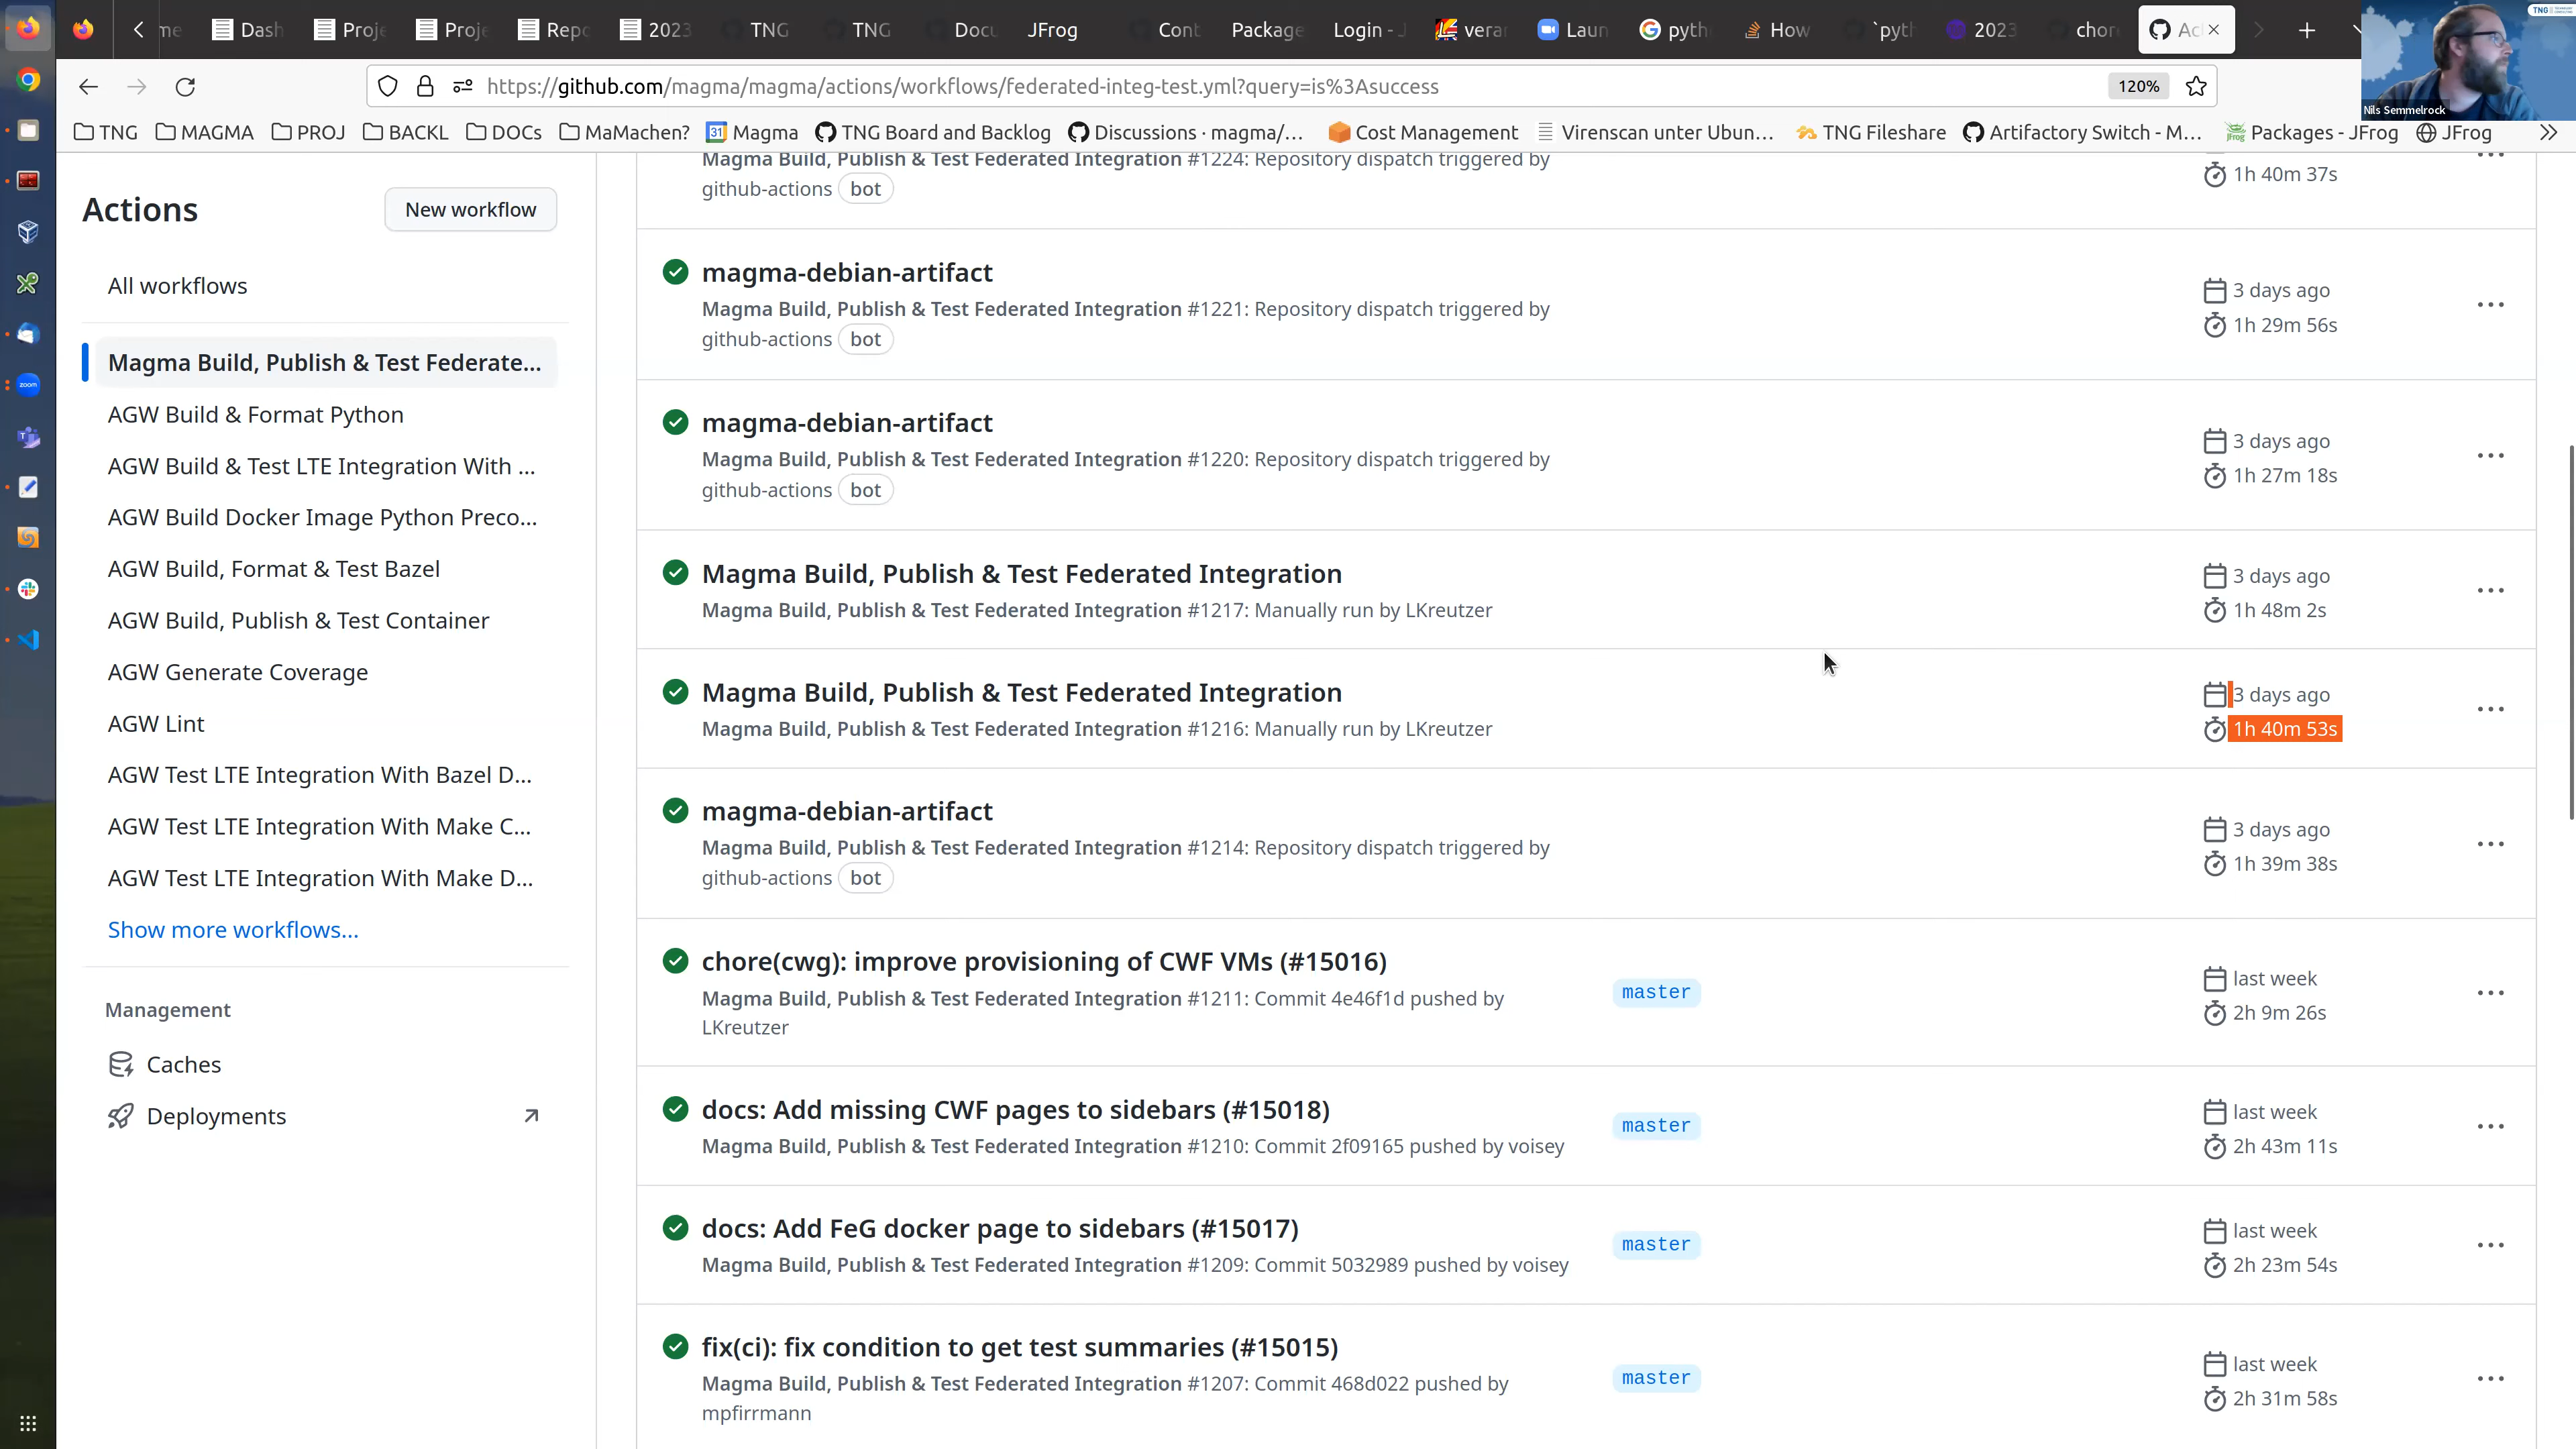 me
Dash
Proje
Proje
Repo
2023
TNG
TNG
Docu
JFrog
Cont
Package
Login - J
verar
Laun
pyth
How
`pyth
2023
chor
Ac
https://github.com/magma/magma/actions/workflows/federated-integ-test.yml?query=is%3Asuccess
120%
Nils Semmelrock
TNG
MAGMA
PROJ
BACKL
DOCs
MaMachen?
31 Magma
TNG Board and Backlog
Discussions · magma/...
Cost Management
Virenscan unter Ubun...
TNG Fileshare
Artifactory Switch - M...
Packages - JFrog
JFrog
Actions
New workflow
All workflows
Magma Build, Publish & Test Federate...
AGW Build & Format Python
AGW Build & Test LTE Integration With ...
AGW Build Docker Image Python Preco...
AGW Build, Format & Test Bazel
AGW Build, Publish & Test Container
AGW Generate Coverage
AGW Lint
AGW Test LTE Integration With Bazel D...
AGW Test LTE Integration With Make C...
AGW Test LTE Integration With Make D...
Show more workflows...
Management
Caches
Deployments
zoom
Magma Build, Publish & Test Federated Integration #1224: Repository dispatch triggered by
github-actions bot
1h 40m 37s
magma-debian-artifact
Magma Build, Publish & Test Federated Integration #1221: Repository dispatch triggered by
github-actions bot
3 days ago
1h 29m 56s
magma-debian-artifact
Magma Build, Publish & Test Federated Integration #1220: Repository dispatch triggered by
github-actions bot
3 days ago
1h 27m 18s
Magma Build, Publish & Test Federated Integration
Magma Build, Publish & Test Federated Integration #1217: Manually run by LKreutzer
3 days ago
1h 48m 2s
Magma Build, Publish & Test Federated Integration
Magma Build, Publish & Test Federated Integration #1216: Manually run by LKreutzer
3 days ago
1h 40m 53s
magma-debian-artifact
Magma Build, Publish & Test Federated Integration #1214: Repository dispatch triggered by
github-actions bot
3 days ago
1h 39m 38s
chore(cwg): improve provisioning of CWF VMs (#15016)
Magma Build, Publish & Test Federated Integration #1211: Commit 4e46f1d pushed by
LKreutzer
master
last week
2h 9m 26s
docs: Add missing CWF pages to sidebars (#15018)
Magma Build, Publish & Test Federated Integration #1210: Commit 2f09165 pushed by voisey
master
last week
2h 43m 11s
docs: Add FeG docker page to sidebars (#15017)
Magma Build, Publish & Test Federated Integration #1209: Commit 5032989 pushed by voisey
master
last week
2h 23m 54s
fix(ci): fix condition to get test summaries (#15015)
Magma Build, Publish & Test Federated Integration #1207: Commit 468d022 pushed by
mpfirrmann
master
last week
2h 31m 58s